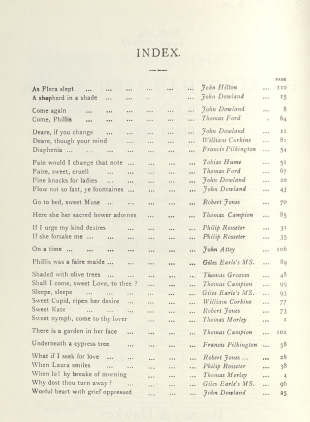 INDEX.
PAGE
As Flora slept ... ... ... ... ... ... John Hilton ... 110
A shepherd in a shade ... ... ... ... ... John Dowland ... 15
Come again ... ... ... ... ... ... John Dowland ... 8
Come, Phillis ... ... ... ... ... ... Thomas Ford . 64
Deare, if you change ... ... ... ... ... John Dowland ... 11
Deare, though your mind ... ... ... ... William Corkine ... 81
Diaphenia ... ... ... ... ... ... Francis Pilkington ... 54
Fain would I change that note ... ... ... ... Tobias Hume ... 51
Faire, sweet, cruell ... ... ... ... ... Thomas Ford ... 67
Fine knacks for ladies ... ... ... ... ... John Dowland ... 20
Flow not so fast, ye fountaines ... ... ... ... John Dowland ... 43
Go to bed, sweet Muse ... ... ... ... ... Robert Jones ... 70
Here she her sacred bower adornes ... ... ... Thomas Campion ... 85
If I urge my kind desires ... ... ... ... Philip Rosseter ... 31
If she forsake me ... ... ... ... ... Philip Rosseter ... 35
On a time ... ... ... ... ... ... John Attey ... 106
Phillis was a faire maide ... ... ... ... ... Giles Earle's MS. ... 89
Shaded with olive trees ... ... ... ... ... Thomas Greaves ... 48
Shall I come, sweet Love, to thee ? ... ... ... Thomas Campion ... 99
Sleepe, sleepe ... ... ... ... ... Giles Earle's MS. ... 93
Sweet Cupid, ripen her desire ... ... ... ... William Corkine ... 77
Sweet Kate ... ... ... ... ... ... Robert Jones ... 73
Sweet nymph, come to thy lover ... ... ... Thomas Morley ... 1
There is a garden in her face ... ... ... ... Thomas Campion ... 102
Underneath a cypress tree ... ... ... ... Francis Pilkington ... 58
What if I seek for love ... ... ... ... ... Robert Jones ... ... 28
When Laura smiles ... ... ... ... ... Philip Rosseter ... 38
When lo! by breake of morning ... ... ... ... Thomas Morley ... 4
Why dost thou turn away ? ... ... ... ... Giles Earle's MS. ... 96
Woeful heart with grief oppressed ... ... ... John Dowland ... 25